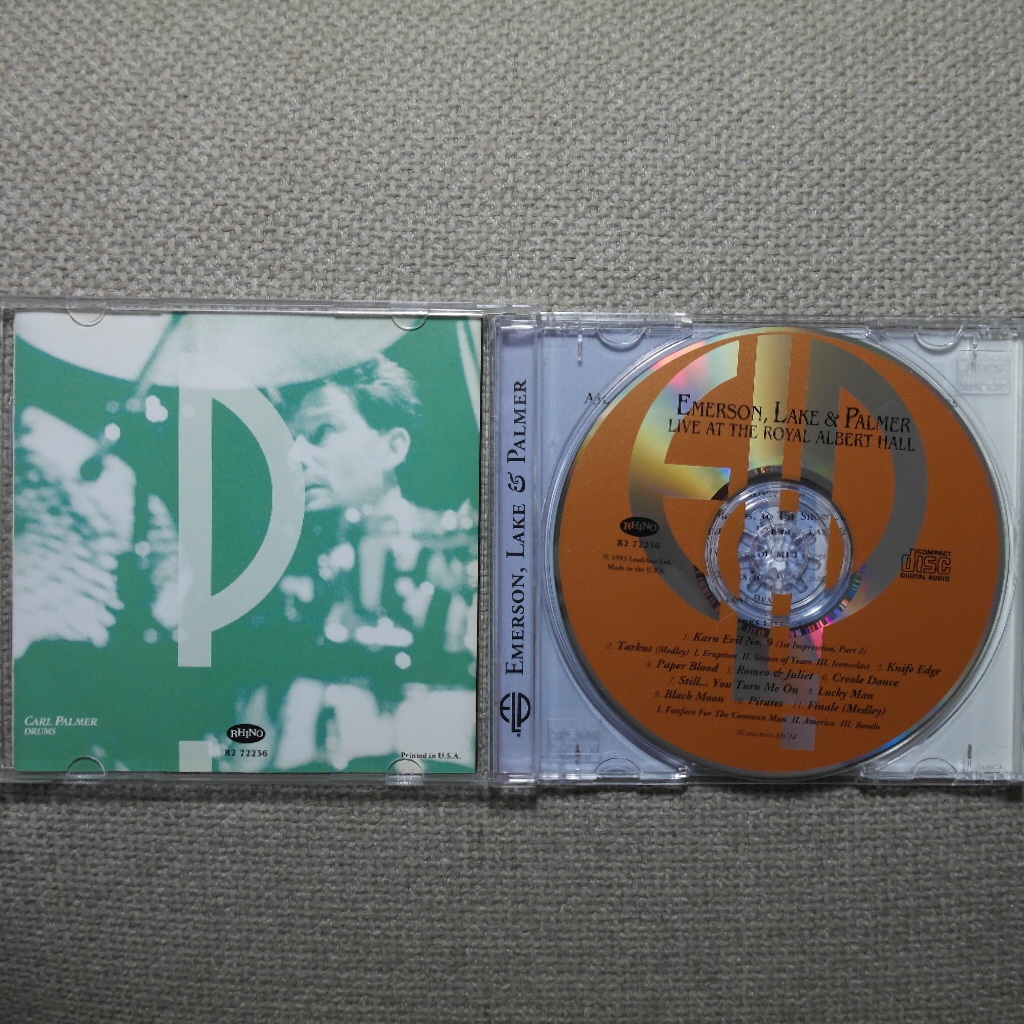 CARL PALMER
DRUMS
RHINO
R2 72236
Printed in U.S.A.
EMERSON, LAKE & PALMER
EMERSON, LAKE & PALMER
LIVE AT THE ROYAL ALBERT HALL
RHINO
R2 72236
Made in the U.S.A.
COMPACT
disc
DIGITAL AUDIO
1. Karn Evil No. 9 (1st Impression, Part 2)
2. Tarkus (Medley) I. Eruption II. Stones of Years III. Iconoclast 3. Knife Edge
4. Paper Blood 5. Romeo & Juliet 6. Creole Dance
7. Still... You Turn Me On 8. Lucky Man
9. Black Moon 10. Pirates 11. Finale (Medley)
I. Fanfare For The Common Man II. America III. Rondo
ASCAP